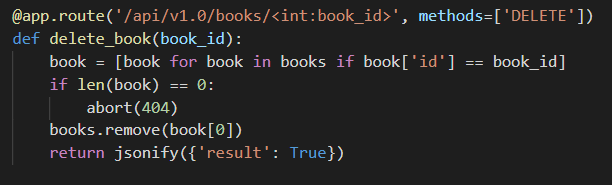 @app.route('/api/v1.0/books/<int:book_id>', methods=['DELETE'])
def delete_book(book_id):
    book = [book for book in books if book['id'] == book_id]
    if len(book) == 0:
        abort(404)
    books.remove(book[0])
    return jsonify({'result': True})